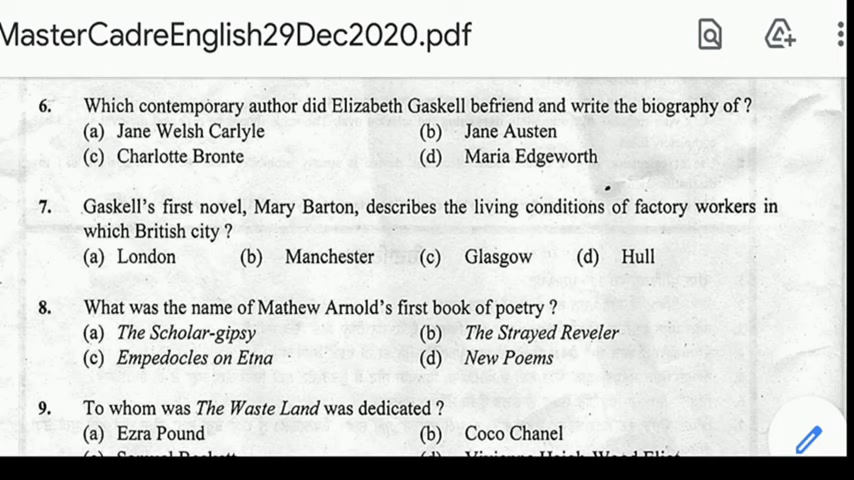 MasterCadreEnglish29Dec2020.pdf
6. Which contemporary author did Elizabeth Gaskell befriend and write the biography of ?
(a) Jane Welsh Carlyle (b) Jane Austen
(c) Charlotte Bronte (d) Maria Edgeworth
7. Gaskell's first novel, Mary Barton, describes the living conditions of factory workers in
which British city ?
(a) London (b) Manchester (c) Glasgow (d) Hull
8. What was the name of Mathew Arnold's first book of poetry ?
(a) The Scholar-gipsy (b) The Strayed Reveler
(c) Empedocles on Etna (d) New Poems
9. To whom was The Waste Land was dedicated ?
(a) Ezra Pound (b) Coco Chanel